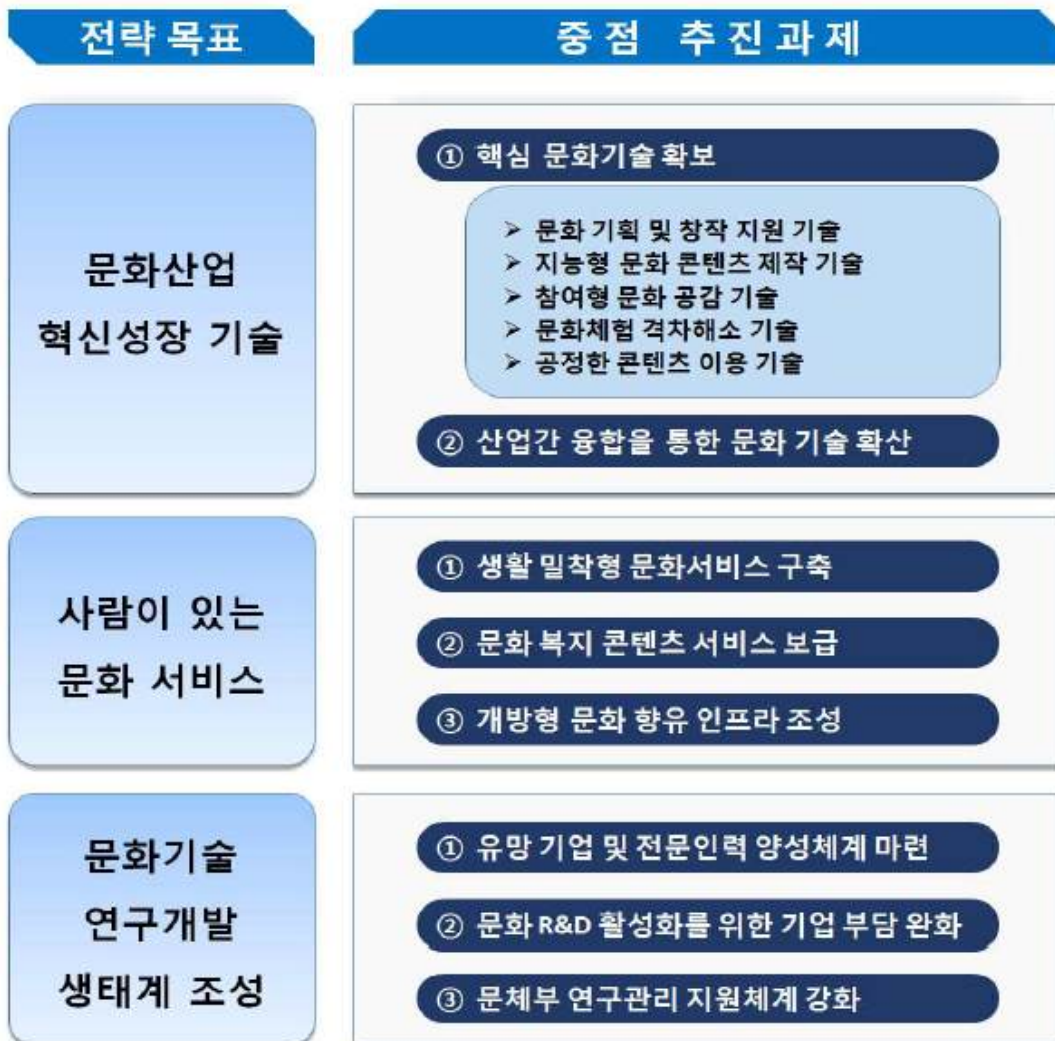 전략 목표
중점 추진과제
문화산업
혁신성장 기술
① 핵심 문화기술 확보
➢ 문화 기획 및 창작 지원 기술
➢ 지능형 문화 콘텐츠 제작 기술
➢ 참여형 문화 공감 기술
➢ 문화체험 격차해소 기술
➢ 공정한 콘텐츠 이용 기술
② 산업간 융합을 통한 문화 기술 확산
사람이 있는
문화 서비스
① 생활 밀착형 문화서비스 구축
② 문화 복지 콘텐츠 서비스 보급
③ 개방형 문화 향유 인프라 조성
문화기술
연구개발
생태계 조성
① 유망 기업 및 전문인력 양성체계 마련
② 문화 R&D 활성화를 위한 기업 부담 완화
③ 문체부 연구관리 지원체계 강화